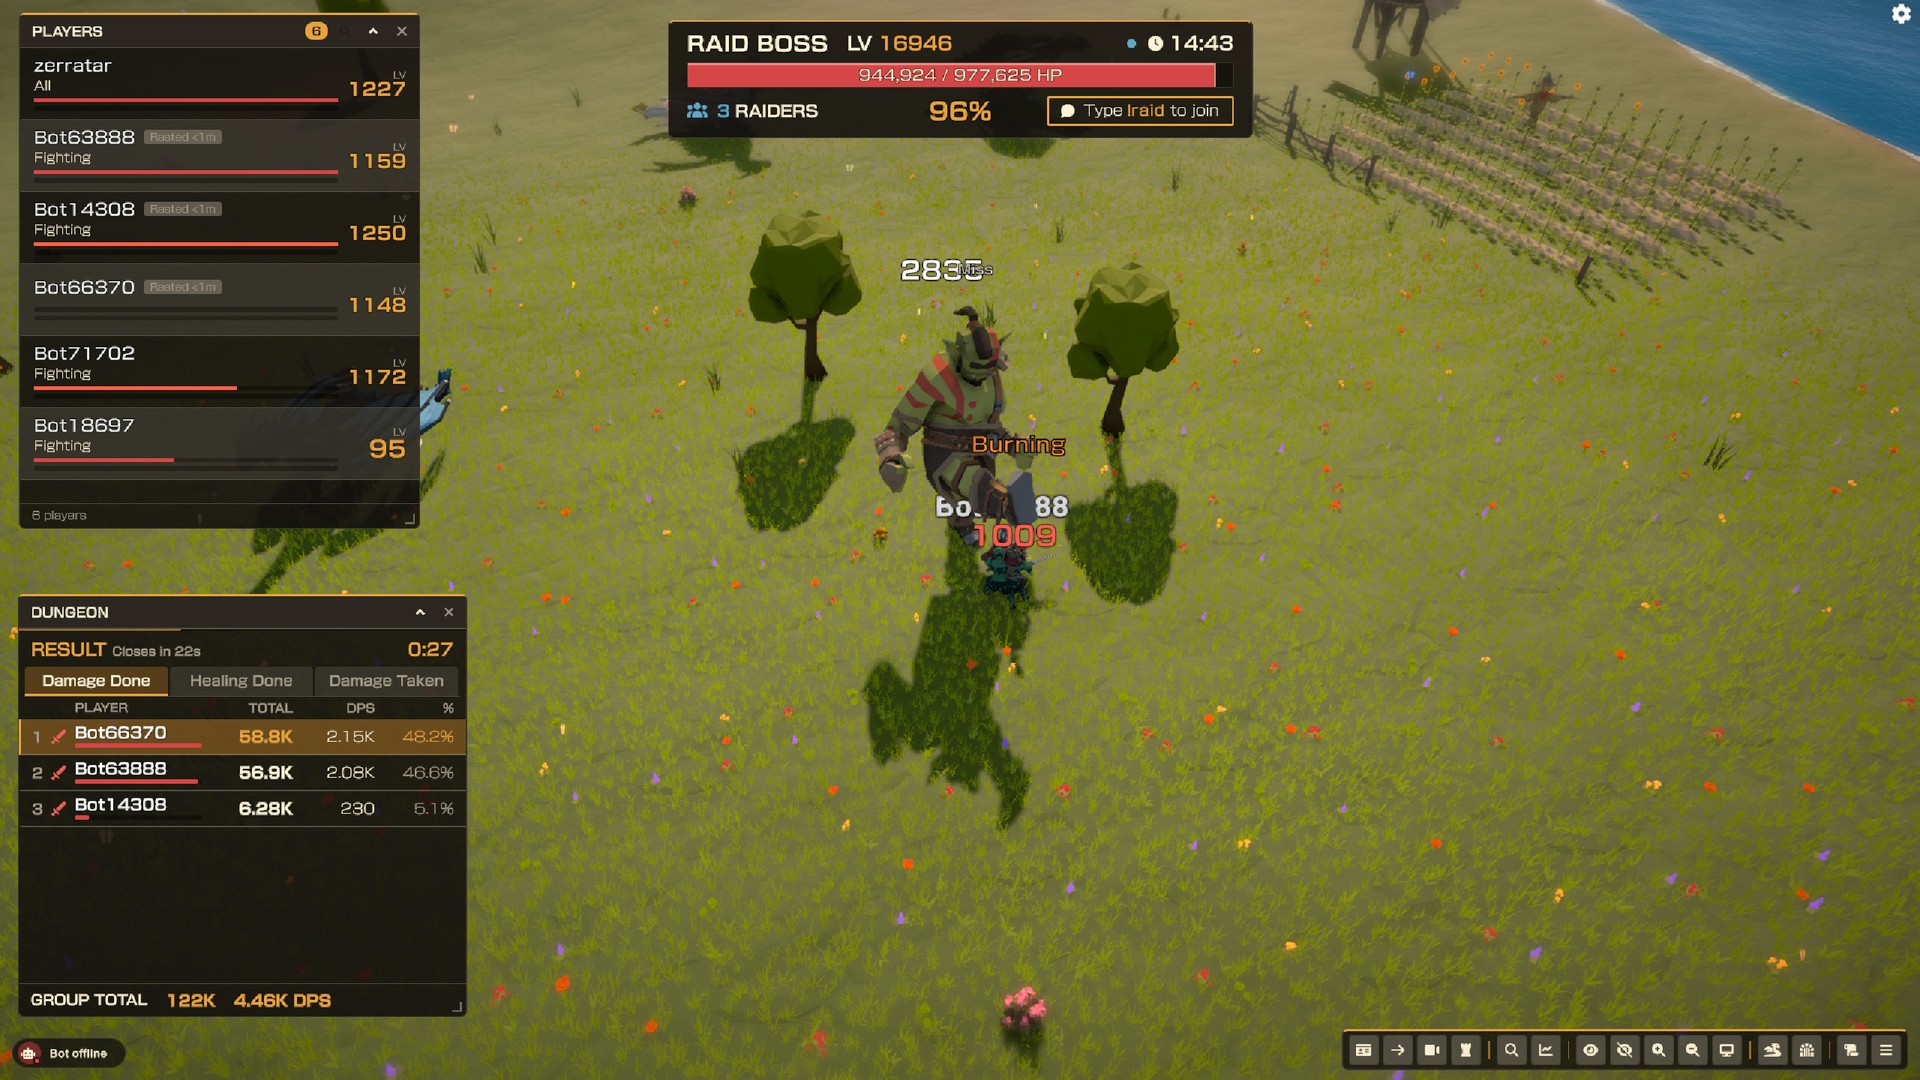 PLAYERS 6
zerratar
All
LV
1227
Bot63888 Rested <1m
Fighting
LV
1159
Bot14308 Rested <1m
Fighting
LV
1250
Bot66370 Rested <1m
LV
1148
Bot71702
Fighting
LV
1172
Bot18697
Fighting
LV
95
6 players
RAID BOSS LV 16946 14:43
944,924 / 977,625 HP
3 RAIDERS 96% Type !raid to join
2835 Miss
Burning
Bo 88
1009
DUNGEON
RESULT Closes in 22s 0:27
Damage Done Healing Done Damage Taken
PLAYER TOTAL DPS %
1 Bot66370 58.8K 2.15K 48.2%
2 Bot63888 56.9K 2.08K 46.6%
3 Bot14308 6.28K 230 5.1%
GROUP TOTAL 122K 4.46K DPS
Bot offline